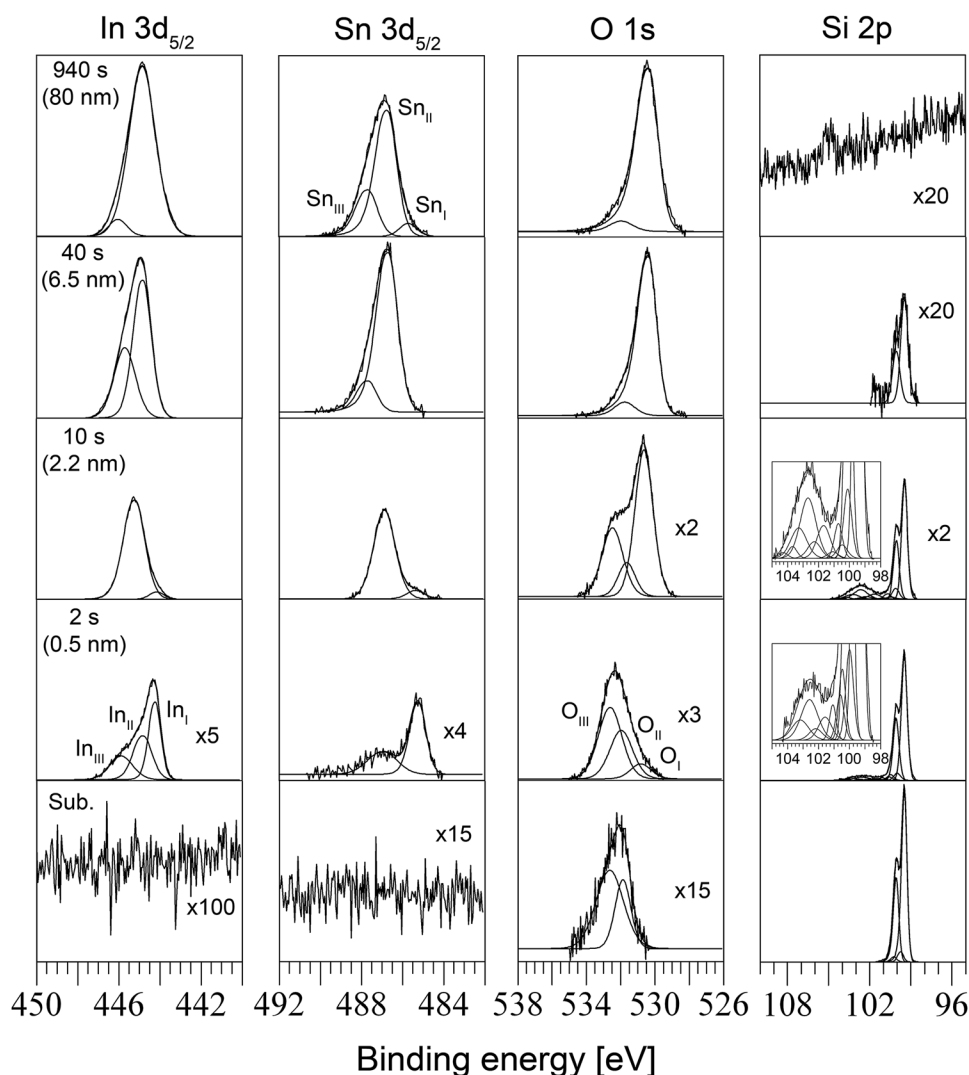 In 3d5/2
Sn 3d5/2
O 1s
Si 2p
940 s
(80 nm)
SnII
SnIII
SnI
x20
40 s
(6.5 nm)
x20
10 s
(2.2 nm)
x2
104 102 100 98
x2
2 s
(0.5 nm)
InI
InII
InIII
x5
x4
OIII
OII
OI
x3
104 102 100 98
Sub.
x100
x15
x15
450 445 442
492 488 484
538 534 530 526
108 102 96
Binding energy [eV]